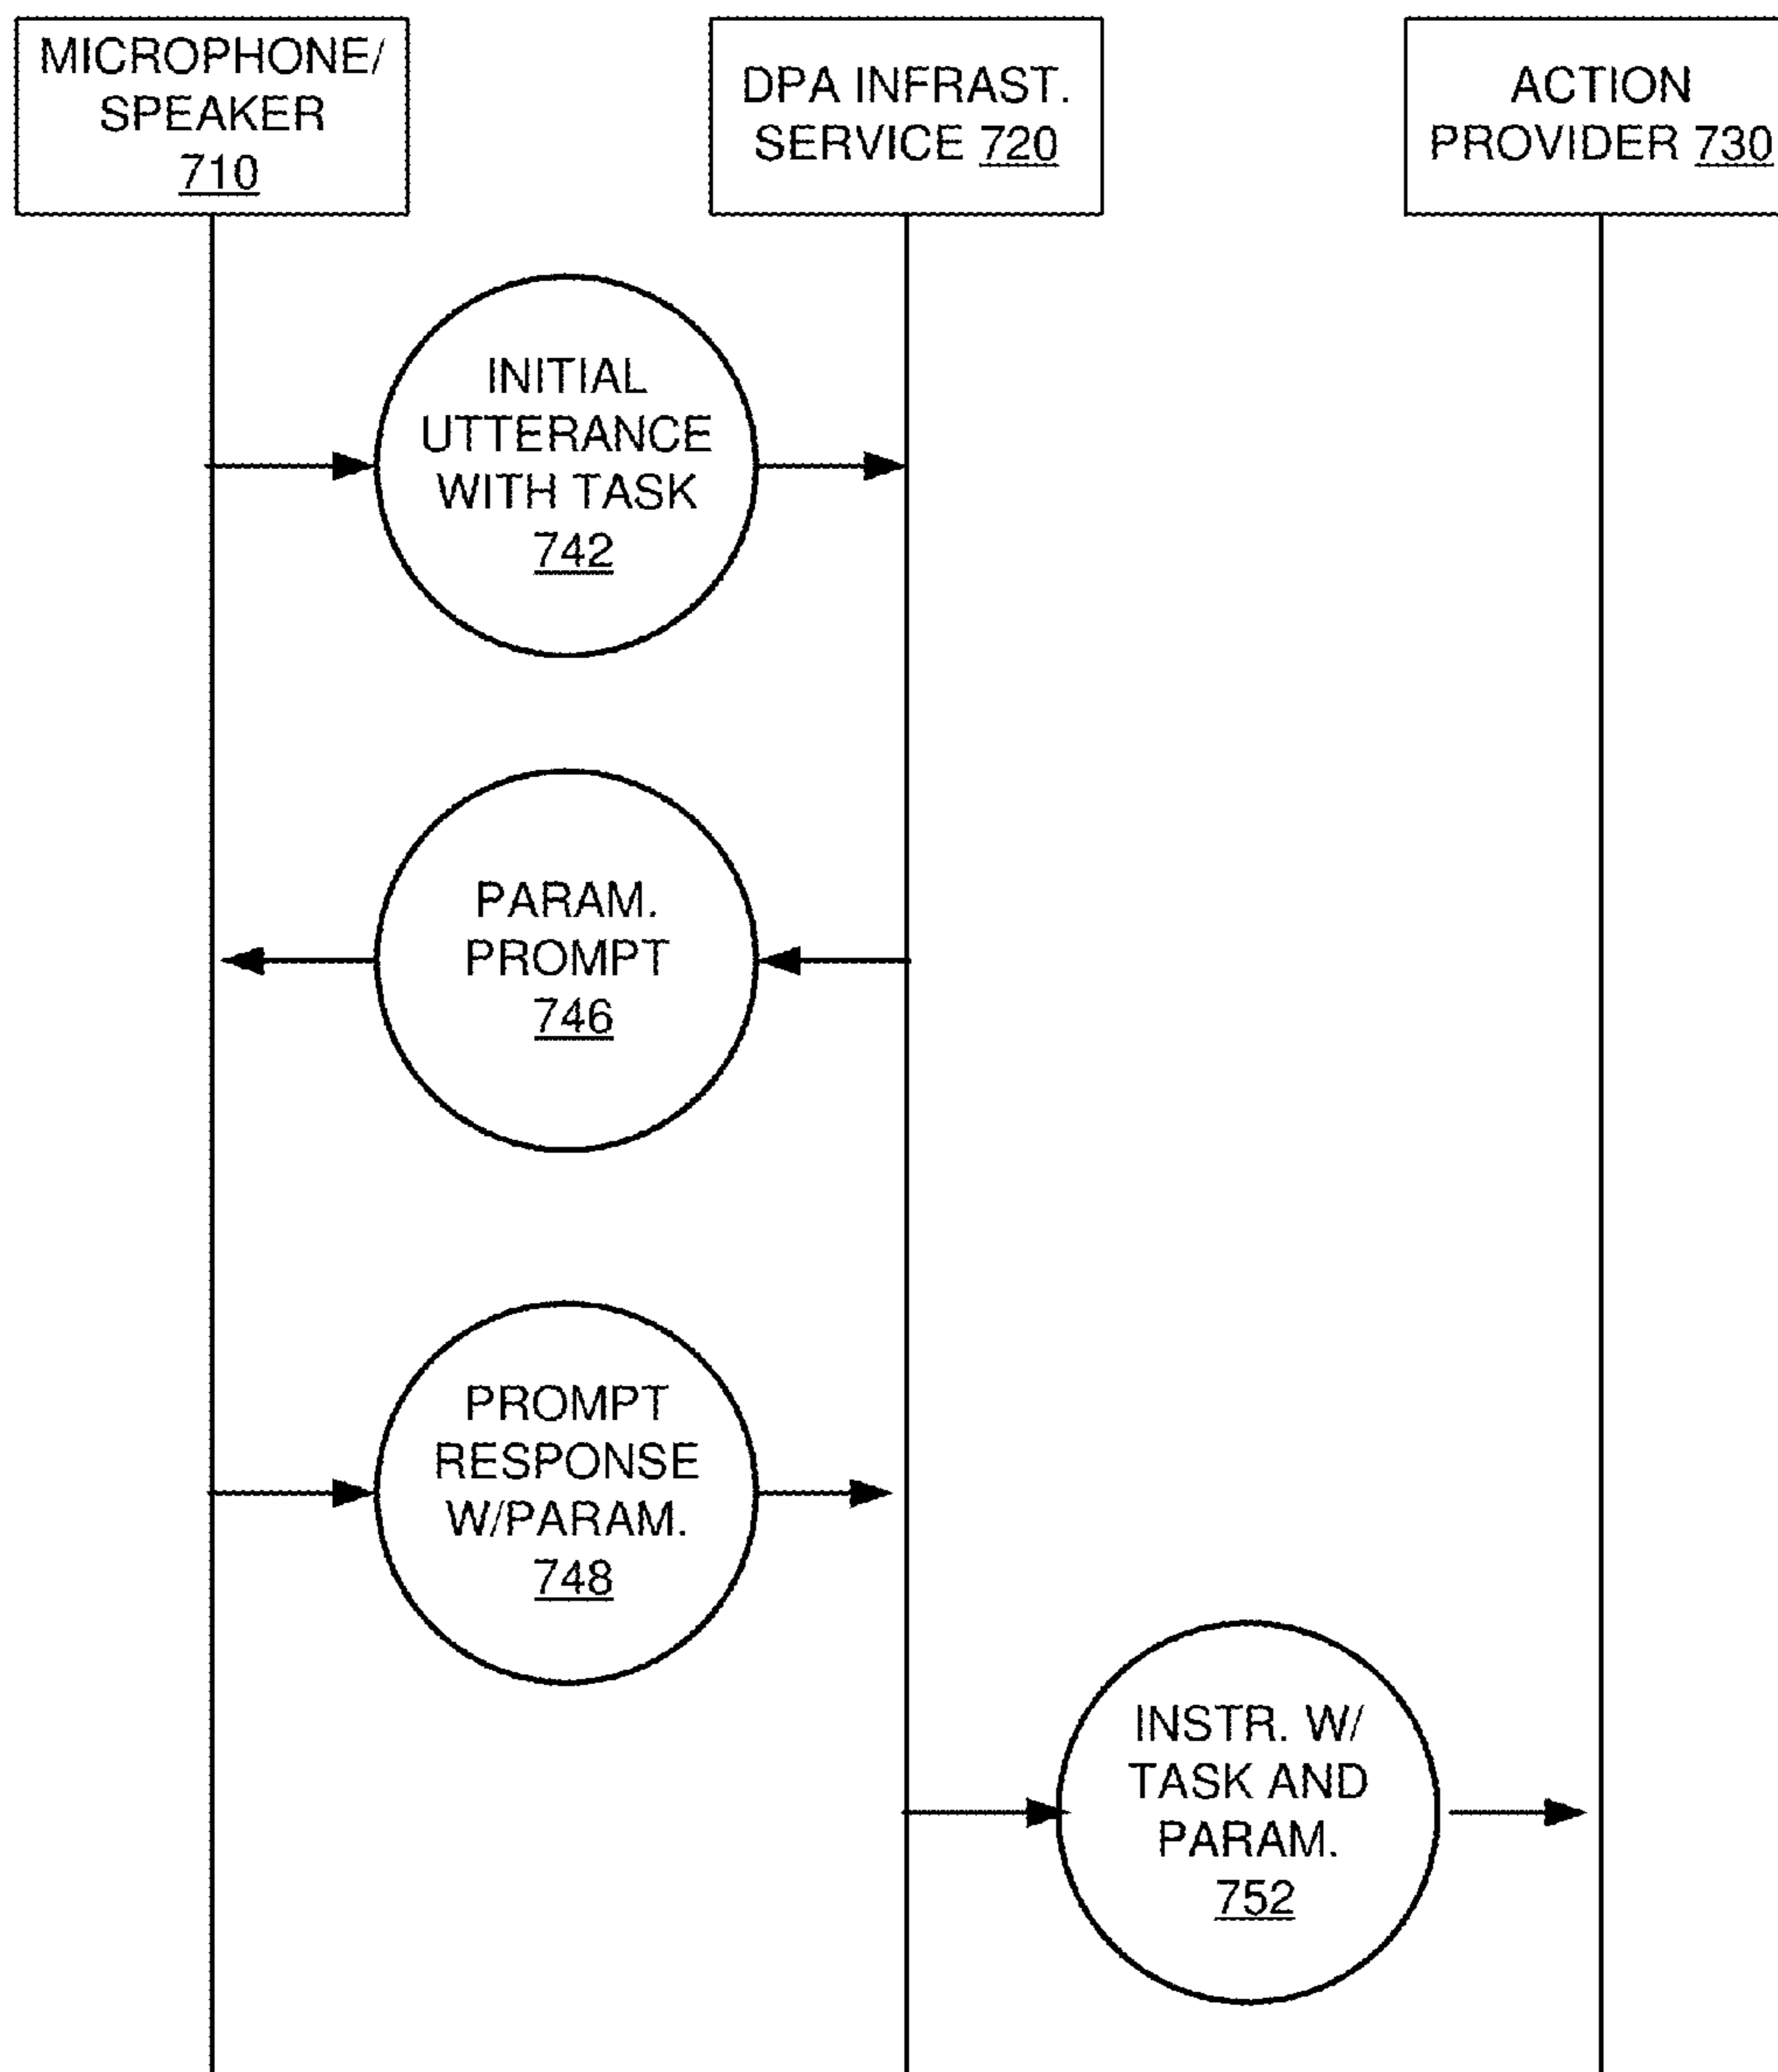 MICROPHONE/
SPEAKER
710
DPA INFRAST.
SERVICE 720
ACTION
PROVIDER 730
INITIAL
UTTERANCE
WITH TASK
742
PARAM.
PROMPT
746
PROMPT
RESPONSE
W/PARAM.
748
INSTR. W/
TASK AND
PARAM.
752